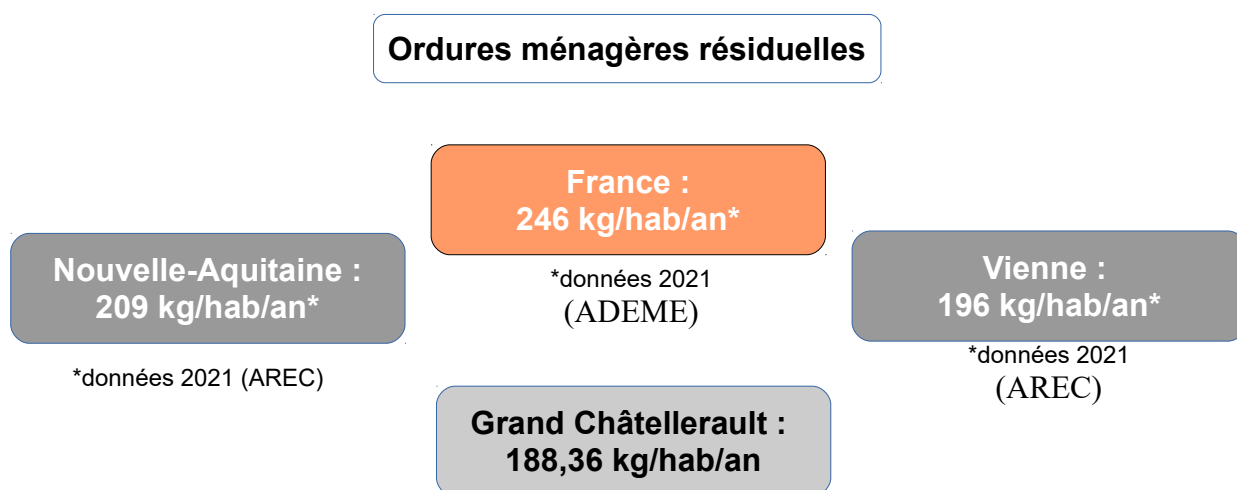 Ordures ménagères résiduelles
France :
246 kg/hab/an*
*données 2021
(ADEME)
Nouvelle-Aquitaine :
209 kg/hab/an*
*données 2021 (AREC)
Vienne :
196 kg/hab/an*
*données 2021
(AREC)
Grand Châtellerault :
188,36 kg/hab/an